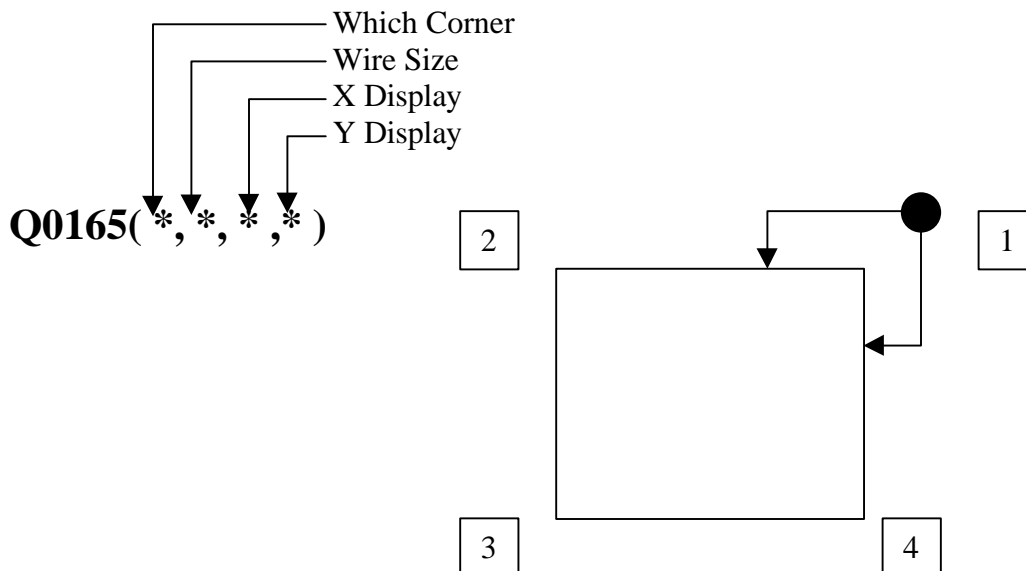 Which Corner
Wire Size
X Display
Y Display
Q0165( *, *, * ,* )
2
1
3
4